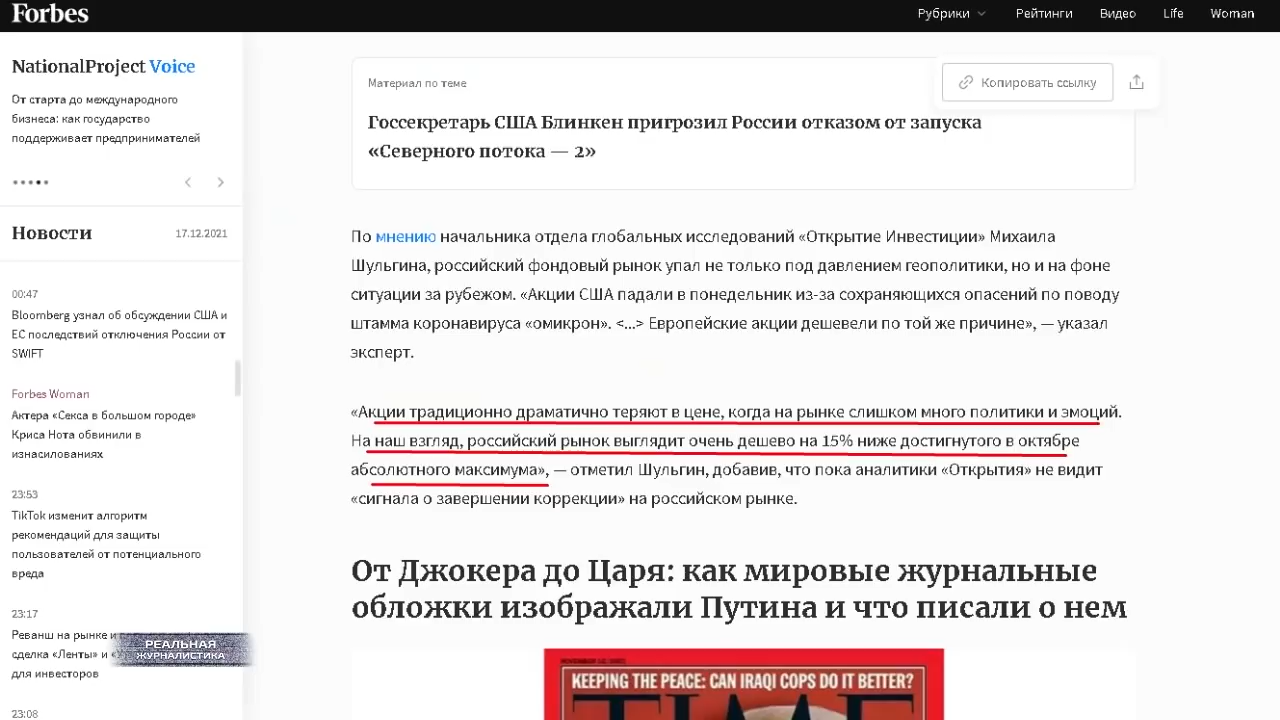 Forbes
Рубрики
Рейтинги
Видео
Life
Woman
NationalProject Voice
От старта до международного
бизнеса: как государство
поддерживает предпринимателей
Новости
17.12.2021
00:47
Bloomberg узнал об обсуждении США и
ЕС последствий отключения России от
SWIFT
Forbes Woman
Актера «Секса в большом городе»
Криса Нота обвинили в
изнасилованиях
23:53
TikTok изменит алгоритм
рекомендаций для защиты
пользователей от потенциального
вреда
23:17
Реванш на рынке и
сделка «Ленты» и
для инвесторов
23:08
РЕАЛЬНАЯ
ЖУРНАЛИСТИКА
Материал по теме
Копировать ссылку
Госсекретарь США Блинкен пригрозил России отказом от запуска
«Северного потока — 2»
По мнению начальника отдела глобальных исследований «Открытие Инвестиции» Михаила
Шульгина, российский фондовый рынок упал не только под давлением геополитики, но и на фоне
ситуации за рубежом. «Акции США падали в понедельник из-за сохраняющихся опасений по поводу
штамма коронавируса «омикрон». <...> Европейские акции дешевели по той же причине», — указал
эксперт.
«Акции традиционно драматично теряют в цене, когда на рынке слишком много политики и эмоций.
На наш взгляд, российский рынок выглядит очень дешево на 15% ниже достигнутого в октябре
абсолютного максимума», — отметил Шульгин, добавив, что пока аналитики «Открытия» не видит
«сигнала о завершении коррекции» на российском рынке.
От Джокера до Царя: как мировые журнальные
обложки изображали Путина и что писали о нем
KEEPING THE PEACE: CAN IRAQI COPS DO IT BETTER?
TIME